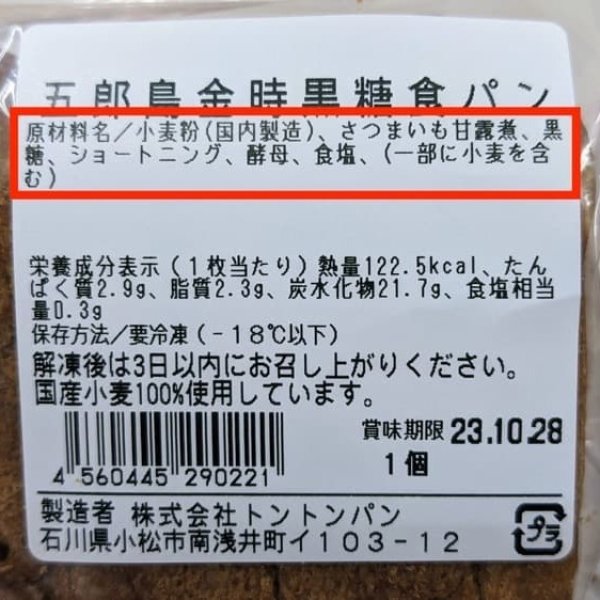 五郎島金時黒糖食パン
原材料名／小麦粉(国内製造)、さつまいも甘露煮、黒
糖、ショートニング、酵母、食塩、(一部に小麦を含
む)
栄養成分表示(1枚当たり)熱量122.5kcal、たん
ぱく質2.9g、脂質2.3g、炭水化物21.7g、食塩相当
量0.3g
保存方法/要冷凍(-18℃以下)
解凍後は3日以内にお召し上がりください。
国産小麦100%使用しています。
賞味期限 23.10.28
1個
4 560445 290221
製造者 株式会社トントンパン
石川県小松市南浅井町イ103-12
プラ